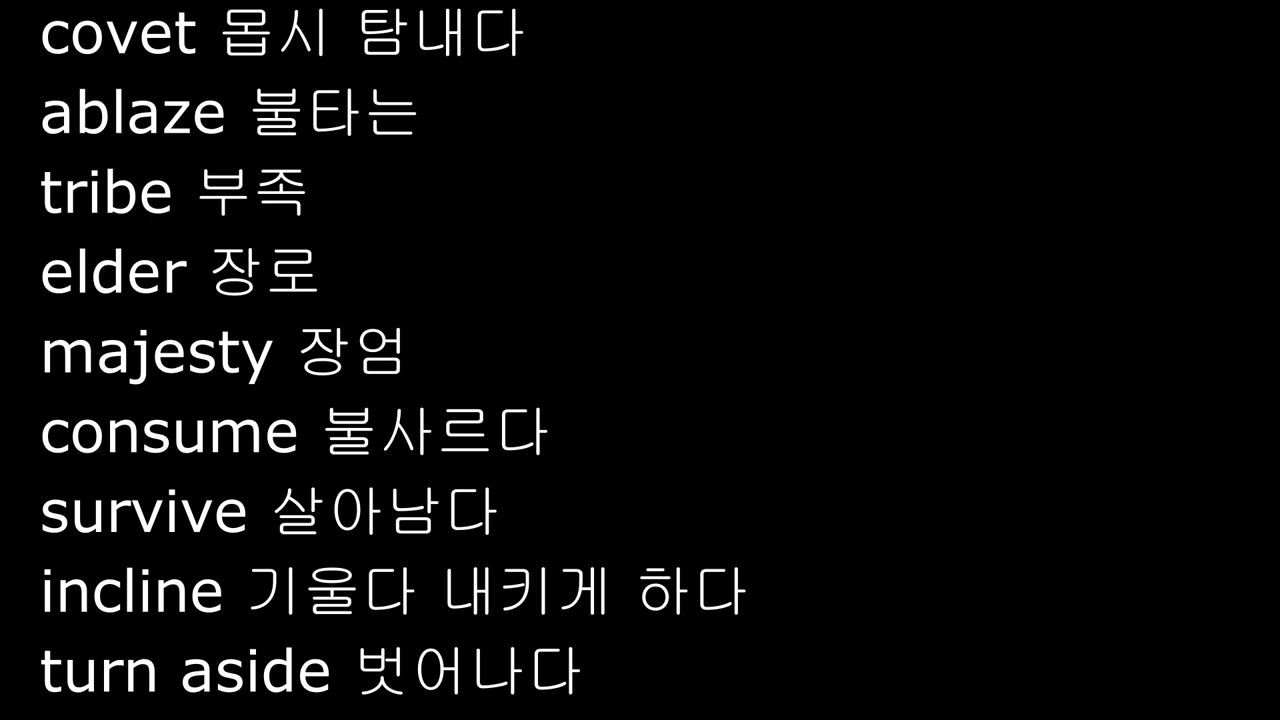 covet 몹시 탐내다
ablaze 불타는
tribe 부족
elder 장로
majesty 장엄
consume 불사르다
survive 살아남다
incline 기울다 내키게 하다
turn aside 벗어나다